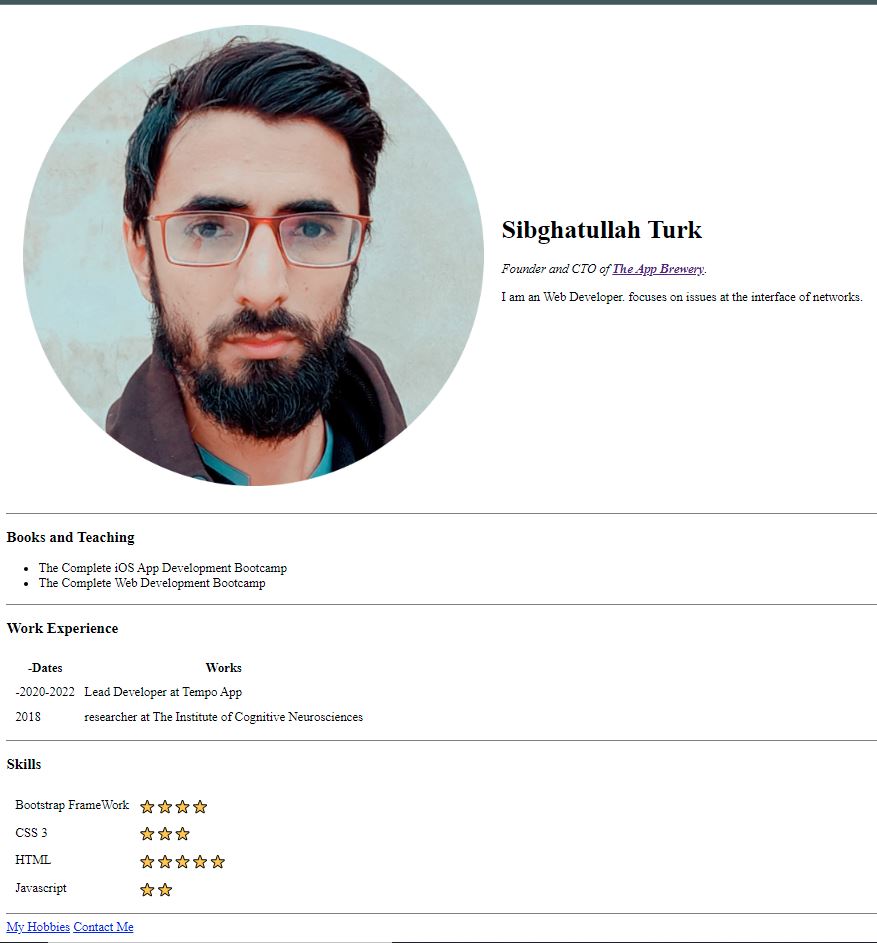 Sibghatullah Turk
Founder and CTO of The App Brewery.
I am an Web Developer. focuses on issues at the interface of networks.
Books and Teaching
The Complete iOS App Development Bootcamp
The Complete Web Development Bootcamp
Work Experience
-Dates Works
-2020-2022 Lead Developer at Tempo App
2018 researcher at The Institute of Cognitive Neurosciences
Skills
Bootstrap FrameWork
CSS 3
HTML
Javascript
My Hobbies Contact Me